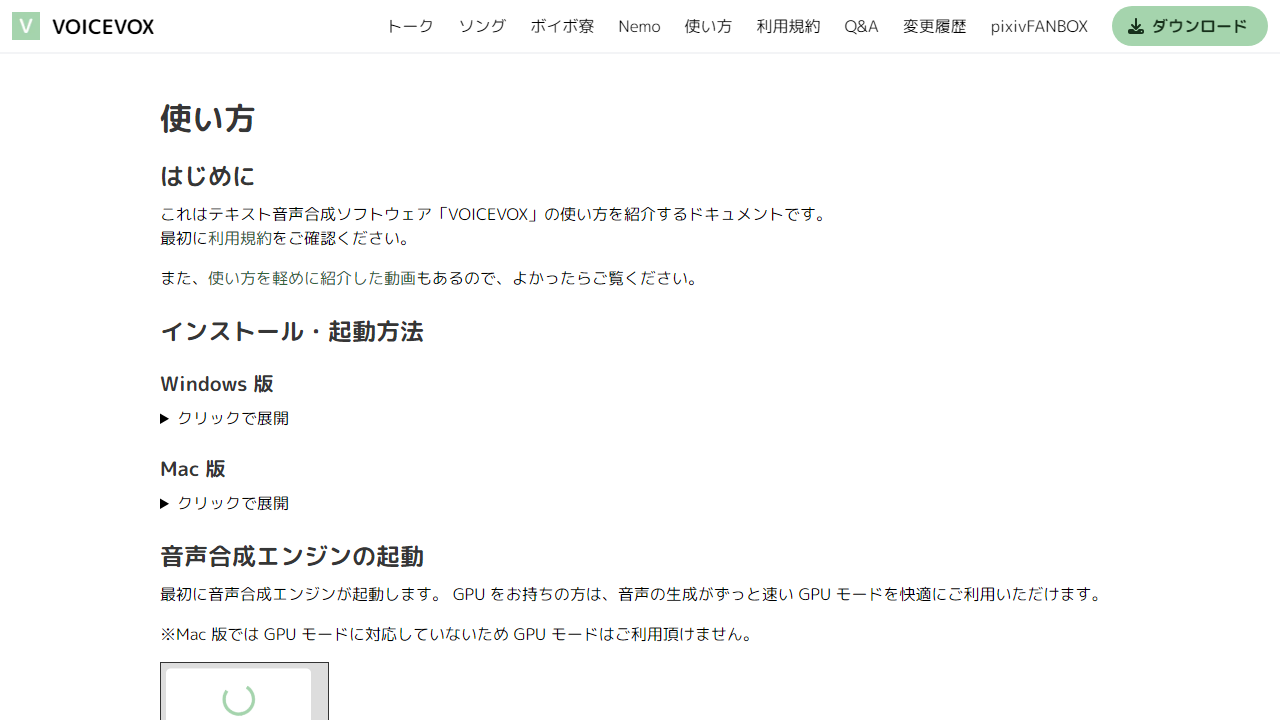 V VOICEVOX トーク ソング ボイボ寮 Nemo 使い方 利用規約 Q&A 変更履歴 pixivFANBOX ダウンロード
使い方
はじめに
これはテキスト音声合成ソフトウェア「VOICEVOX」の使い方を紹介するドキュメントです。
最初に利用規約をご確認ください。
また、使い方を軽めに紹介した動画もあるので、よかったらご覧ください。
インストール・起動方法
Windows 版
クリックで展開
Mac 版
クリックで展開
音声合成エンジンの起動
最初に音声合成エンジンが起動します。 GPU をお持ちの方は、音声の生成がずっと速い GPU モードを快適にご利用いただけます。
※Mac 版では GPU モードに対応していないため GPU モードはご利用頂けません。